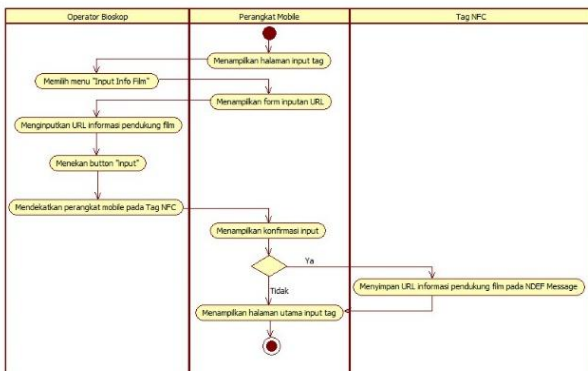 Operator Bioskop
Perangkat Mobile
Tag NFC
Menampilkan halaman input tag
Memilih menu "Input Info Film"
Menampilkan form inputan URL
Menginputkan URL informasi pendukung film
Menekan button "input"
Mendekatkan perangkat mobile pada Tag NFC
Menampilkan konfirmasi input
Ya
Menyimpan URL informasi pendukung film pada NDEF Message
Tidak
Menampilkan halaman utama input tag